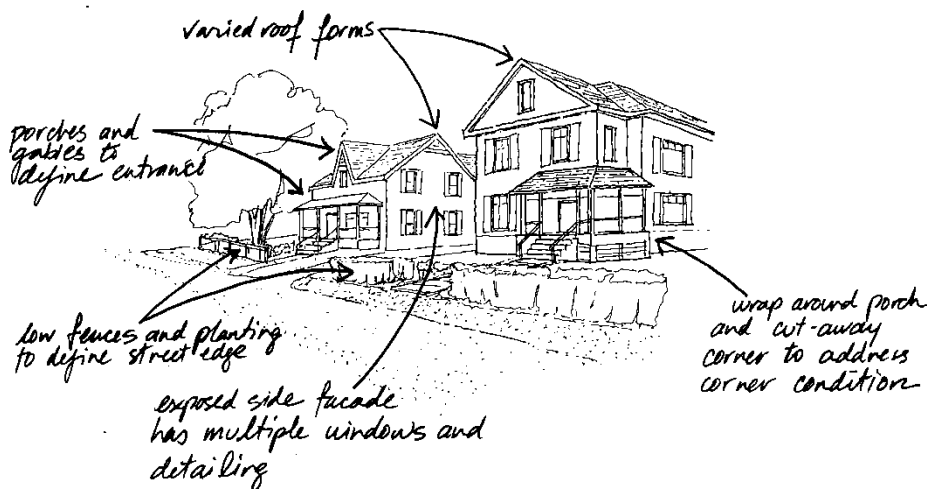 varied roof forms
porches and
gables to
define entrance
low fences and planting
to define street edge
exposed side facade
has multiple windows and
detailing
wrap around porch
and cut-away
corner to address
corner condition